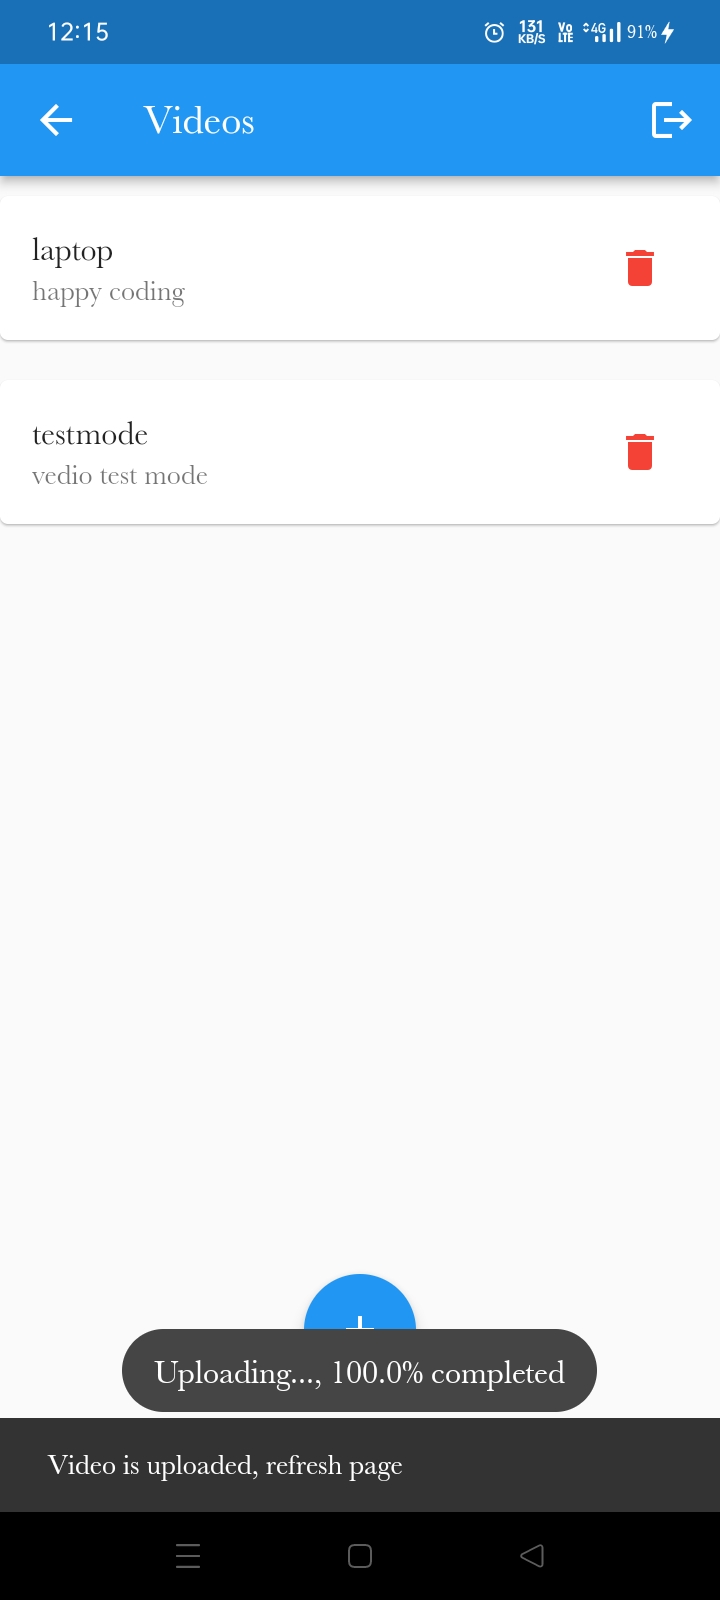 12:15
131 KB/S Vo LTE 4G 91%
Videos
laptop
happy coding
testmode
vedio test mode
Uploading..., 100.0% completed
Video is uploaded, refresh page